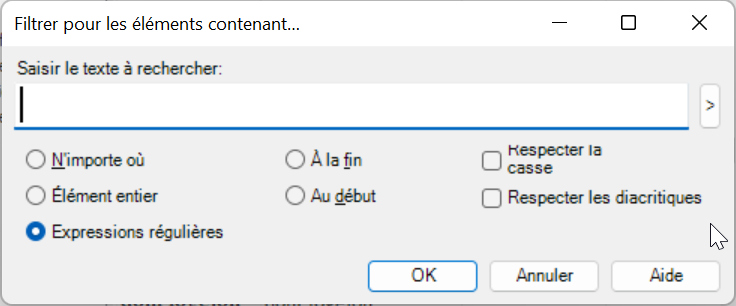 Filtrer pour les éléments contenant...
Saisir le texte à rechercher:
>
N'importe où
À la fin
Respecter la
casse
Élément entier
Au début
Respecter les diacritiques
Expressions régulières
OK
Annuler
Aide